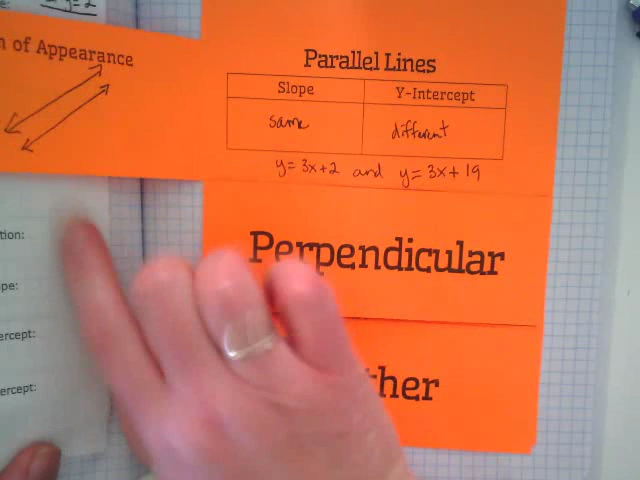 n of Appearance
Parallel Lines
Slope Y-Intercept
same different
y=3x+2 and y=3x+19
Perpendicular
tion:
pe:
ercept:
ther
ercept: